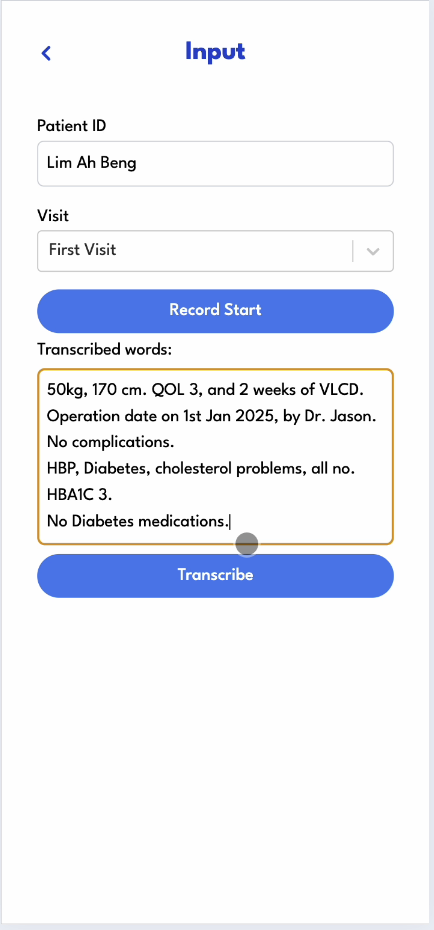 Input
Patient ID
Lim Ah Beng
Visit
First Visit
Record Start
Transcribed words:
50kg, 170 cm. QOL 3, and 2 weeks of VLCD.
Operation date on 1st Jan 2025, by Dr. Jason.
No complications.
HBP, Diabetes, cholesterol problems, all no.
HBA1C 3.
No Diabetes medications.
Transcribe